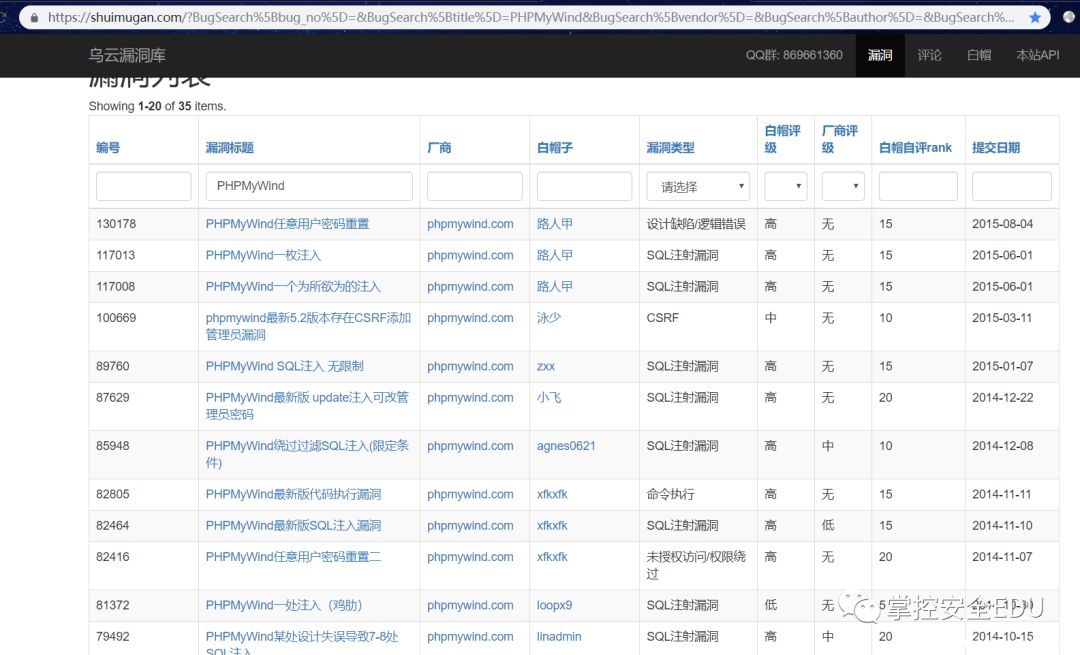 https://shuimugan.com/?BugSearch%5Bbug_no%5D=&BugSearch%5Btitle%5D=PHPMyWind&BugSearch%5Bvendor%5D=&BugSearch%5Bauthor%5D=&BugSearch%...
乌云漏洞库 QQ群: 869661360 漏洞 评论 白帽 本站API
漏洞列表
Showing 1-20 of 35 items.
编号 漏洞标题 厂商 白帽子 漏洞类型 白帽评级 厂商评级 白帽自评rank 提交日期
PHPMyWind 请选择
130178 PHPMyWind任意用户密码重置 phpmywind.com 路人甲 设计缺陷/逻辑错误 高 无 15 2015-08-04
117013 PHPMyWind一枚注入 phpmywind.com 路人甲 SQL注射漏洞 高 无 15 2015-06-01
117008 PHPMyWind一个为所欲为的注入 phpmywind.com 路人甲 SQL注射漏洞 高 无 15 2015-06-01
100669 phpmywind最新5.2版本存在CSRF添加管理员漏洞 phpmywind.com 泳少 CSRF 中 无 10 2015-03-11
89760 PHPMyWind SQL注入 无限制 phpmywind.com zxx SQL注射漏洞 高 无 15 2015-01-07
87629 PHPMyWind最新版 update注入可改管理员密码 phpmywind.com 小飞 SQL注射漏洞 高 无 20 2014-12-22
85948 PHPMyWind绕过过滤SQL注入(限定条件) phpmywind.com agnes0621 SQL注射漏洞 高 中 10 2014-12-08
82805 PHPMyWind最新版代码执行漏洞 phpmywind.com xfkxfk 命令执行 高 无 15 2014-11-11
82464 PHPMyWind最新版SQL注入漏洞 phpmywind.com xfkxfk SQL注射漏洞 高 低 15 2014-11-10
82416 PHPMyWind任意用户密码重置二 phpmywind.com xfkxfk 未授权访问/权限绕过 高 无 20 2014-11-07
81372 PHPMyWind一处注入（鸡肋） phpmywind.com loopx9 SQL注射漏洞 低 无 5 2014-10-30
79492 PHPMyWind某处设计失误导致7-8处SQL注入 phpmywind.com linadmin SQL注射漏洞 高 中 20 2014-10-15
掌控安全EDU